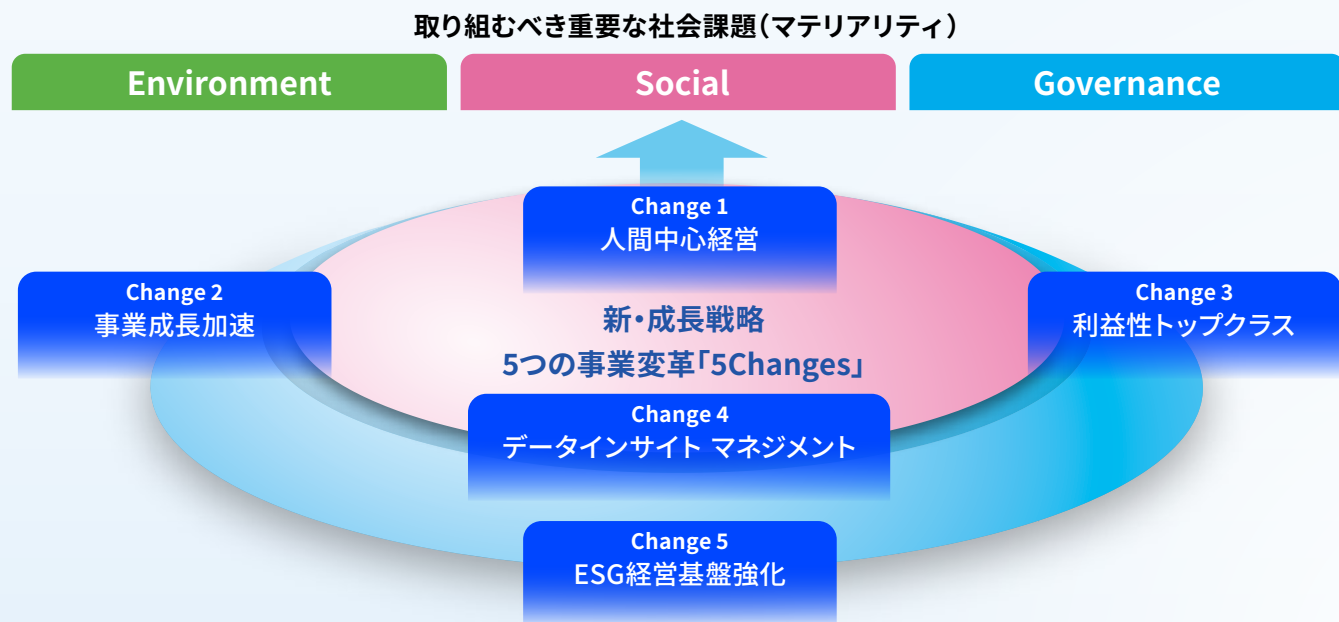 取り組むべき重要な社会課題(マテリアリティ)
Environment
Social
Governance
Change 1
人間中心経営
Change 2
事業成長加速
Change 3
利益性トップクラス
新・成長戦略
5つの事業変革「5Changes」
Change 4
データインサイト マネジメント
Change 5
ESG経営基盤強化